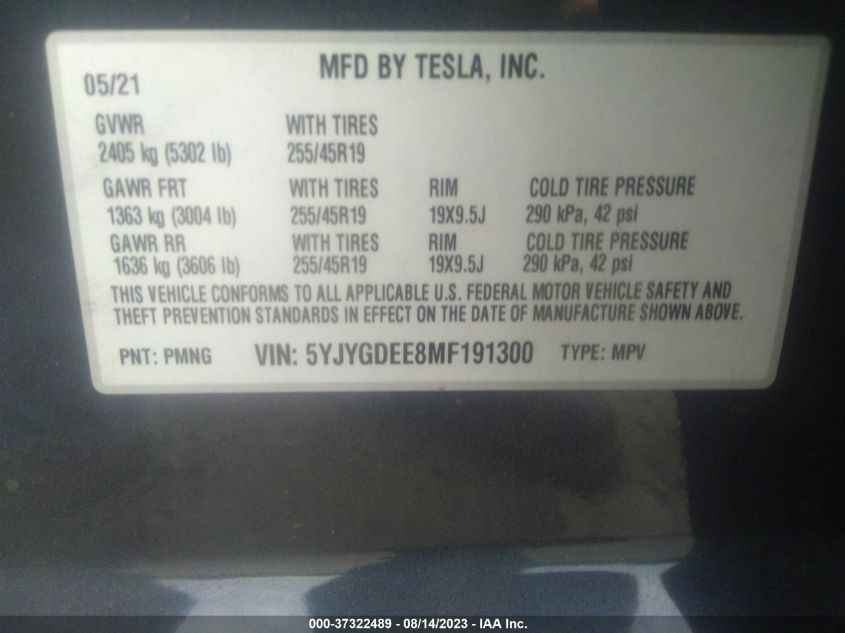 MFD BY TESLA, INC.
05/21
GVWR WITH TIRES
2405 kg (5302 lb) 255/45R19
GAWR FRT WITH TIRES RIM COLD TIRE PRESSURE
1363 kg (3004 lb) 255/45R19 19X9.5J 290 kPa, 42 psi
GAWR RR WITH TIRES RIM COLD TIRE PRESSURE
1636 kg (3606 lb) 255/45R19 19X9.5J 290 kPa, 42 psi
THIS VEHICLE CONFORMS TO ALL APPLICABLE U.S. FEDERAL MOTOR VEHICLE SAFETY AND
THEFT PREVENTION STANDARDS IN EFFECT ON THE DATE OF MANUFACTURE SHOWN ABOVE.
PNT: PMNG VIN: 5YJYGDEE8MF191300 TYPE: MPV
000-37322489 - 08/14/2023 - IAA Inc.